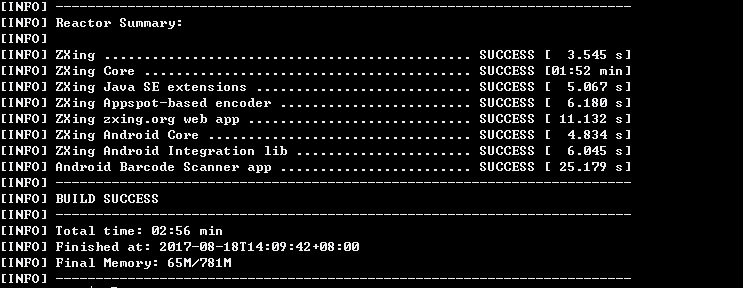 [INFO] ------------------------------------------------------------------------
[INFO] Reactor Summary:
[INFO]
[INFO] ZXing .............................................. SUCCESS [  3.545 s]
[INFO] ZXing Core ......................................... SUCCESS [01:52 min]
[INFO] ZXing Java SE extensions ........................... SUCCESS [  5.067 s]
[INFO] ZXing Appspot-based encoder ........................ SUCCESS [  6.180 s]
[INFO] ZXing zxing.org web app ............................ SUCCESS [ 11.132 s]
[INFO] ZXing Android Core ................................. SUCCESS [  4.834 s]
[INFO] ZXing Android Integration lib ...................... SUCCESS [  6.045 s]
[INFO] Android Barcode Scanner app ........................ SUCCESS [ 25.179 s]
[INFO] ------------------------------------------------------------------------
[INFO] BUILD SUCCESS
[INFO] ------------------------------------------------------------------------
[INFO] Total time: 02:56 min
[INFO] Finished at: 2017-08-18T14:09:42+08:00
[INFO] Final Memory: 65M/781M
[INFO] ------------------------------------------------------------------------